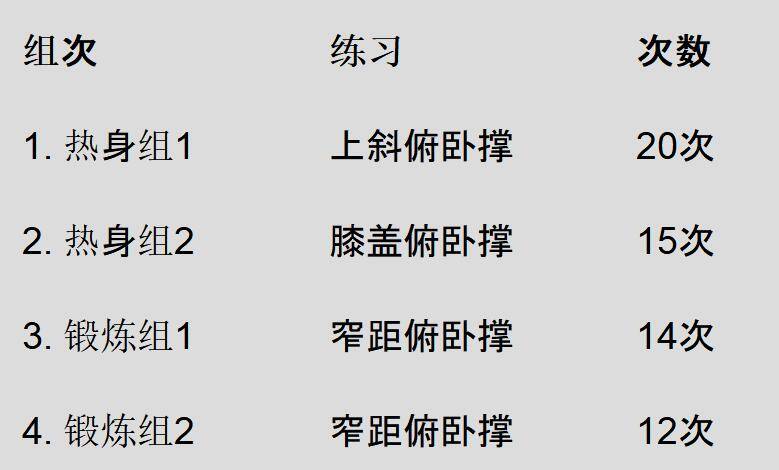 组次 练习 次数
1. 热身组1 上斜俯卧撑 20次
2. 热身组2 膝盖俯卧撑 15次
3. 锻炼组1 窄距俯卧撑 14次
4. 锻炼组2 窄距俯卧撑 12次